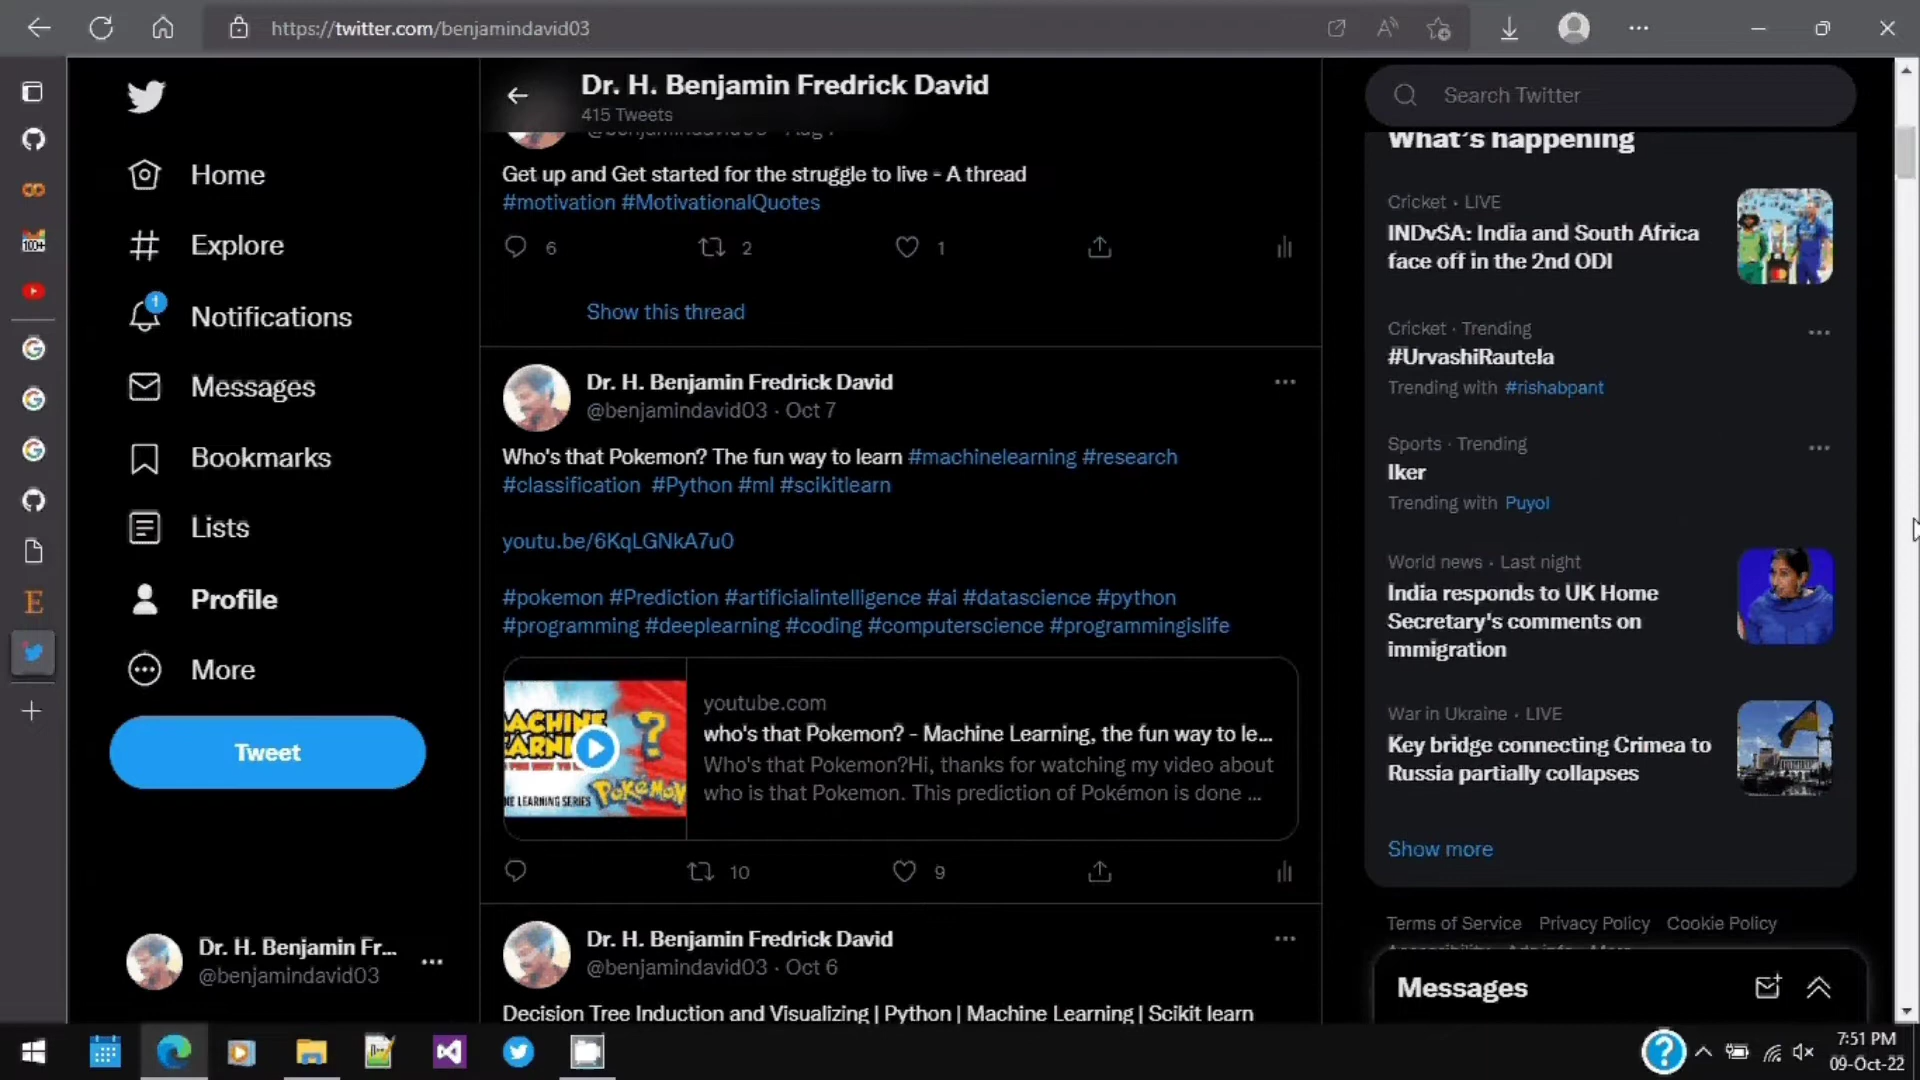 https://twitter.com/benjamindavid03
Home
Explore
1
Notifications
Messages
Bookmarks
Lists
Profile
More
Tweet
Dr. H. Benjamin Fr...
@benjamindavid03
Dr. H. Benjamin Fredrick David
415 Tweets
Get up and Get started for the struggle to live - A thread
#motivation #MotivationalQuotes
6 2 1
Show this thread
Dr. H. Benjamin Fredrick David
@benjamindavid03 · Oct 7
Who's that Pokemon? The fun way to learn #machinelearning #research
#classification #Python #ml #scikitlearn
youtu.be/6KqLGNkA7u0
#pokemon #Prediction #artificialintelligence #ai #datascience #python
#programming #deeplearning #coding #computerscience #programmingislife
youtube.com
who's that Pokemon? - Machine Learning, the fun way to le...
Who's that Pokemon?Hi, thanks for watching my video about
who is that Pokemon. This prediction of Pokémon is done ...
POKéMON
10 9
Dr. H. Benjamin Fredrick David
@benjamindavid03 · Oct 6
Decision Tree Induction and Visualizing | Python | Machine Learning | Scikit learn
Search Twitter
What's happening
Cricket · LIVE
INDvSA: India and South Africa
face off in the 2nd ODI
Cricket · Trending
#UrvashiRautela
Trending with #rishabpant
Sports · Trending
Iker
Trending with Puyol
World news · Last night
India responds to UK Home
Secretary's comments on
immigration
War in Ukraine · LIVE
Key bridge connecting Crimea to
Russia partially collapses
Show more
Terms of Service Privacy Policy Cookie Policy
Messages
7:51 PM
09-Oct-22